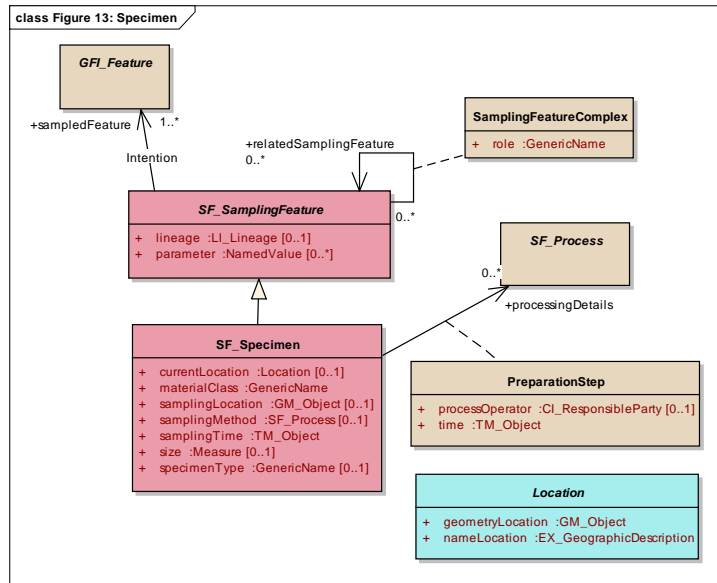 class Figure 13: Specimen
GFI_Feature
+sampledFeature
1..*
Intention
SamplingFeatureComplex
+ role :GenericName
+relatedSamplingFeature
0..*
0..*
SF_SamplingFeature
+ lineage :LI_Lineage [0..1]
+ parameter :NamedValue [0..*]
SF_Process
0..*
+processingDetails
SF_Specimen
+ currentLocation :Location [0..1]
+ materialClass :GenericName
+ samplingLocation :GM_Object [0..1]
+ samplingMethod :SF_Process [0..1]
+ samplingTime :TM_Object
+ size :Measure [0..1]
+ specimenType :GenericName [0..1]
PreparationStep
+ processOperator :CI_ResponsibleParty [0..1]
+ time :TM_Object
Location
+ geometryLocation :GM_Object
+ nameLocation :EX_GeographicDescription